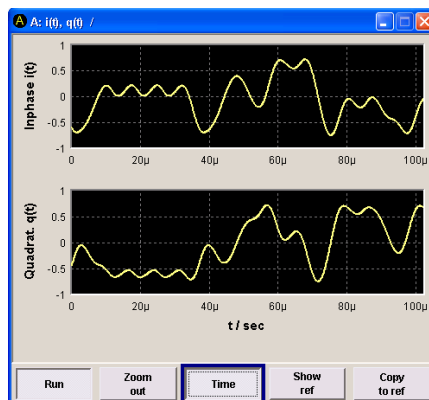 A A: i(t), q(t) /
Inphase i(t)
1
0.5
0
-0.5
-1
0 20µ 40µ 60µ 80µ 100µ
Quadrat. q(t)
1
0.5
0
-0.5
-1
0 20µ 40µ 60µ 80µ 100µ
t / sec
Run Zoom out Time Show ref Copy to ref